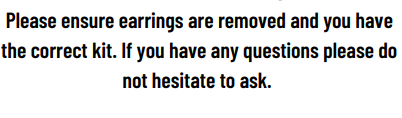 Please ensure earrings are removed and you have
the correct kit. If you have any questions please do
not hesitate to ask.